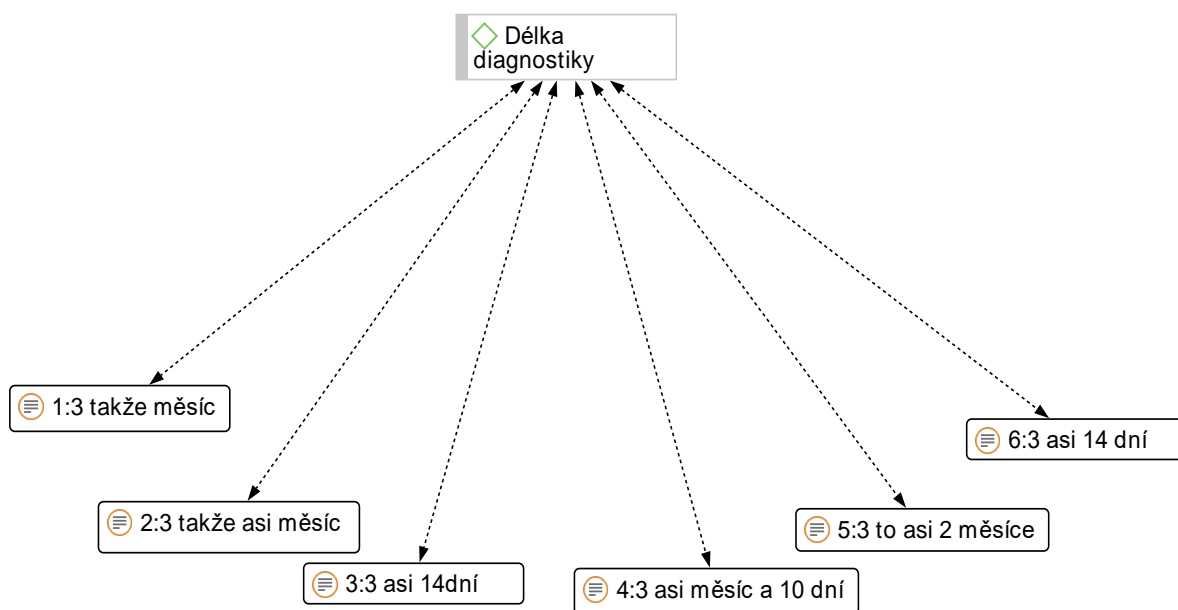 Délka
diagnostiky
1:3 takže měsíc
2:3 takže asi měsíc
3:3 asi 14dní
4:3 asi měsíc a 10 dní
5:3 to asi 2 měsíce
6:3 asi 14 dní